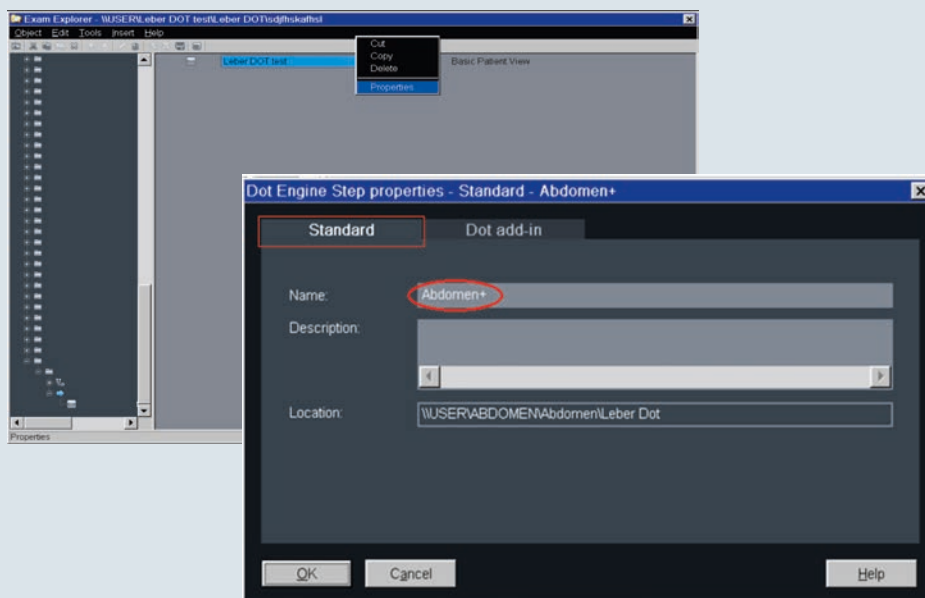 Exam Explorer - \\USER\Leber DOT test\Leber DOT\sdjfhskafhsl
Object Edit Tools Insert Help
Cut
Copy
Delete
Properties
Leber DOT test
Basic Patient View
Properties
Dot Engine Step properties - Standard - Abdomen+
Standard Dot add-in
Name: Abdomen+
Description:
Location: \\USER\ABDOMEN\Abdomen\Leber Dot
OK Cancel Help